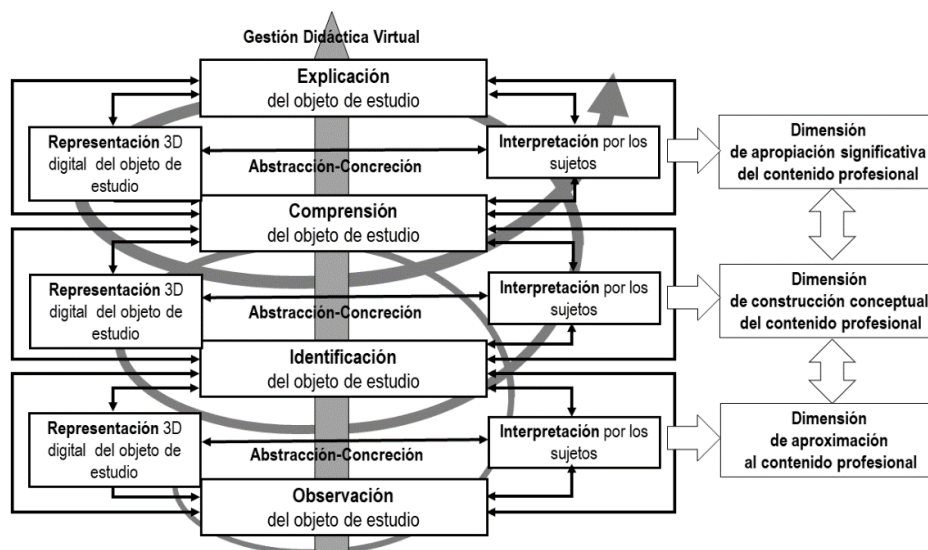 Gestión Didáctica Virtual
Explicación
del objeto de estudio
Representación 3D
digital del objeto de
estudio
Abstracción-Concreción
Interpretación por los
sujetos
Dimensión
de apropiación significativa
del contenido profesional
Comprensión
del objeto de estudio
Representación 3D
digital del objeto de
estudio
Abstracción-Concreción
Interpretación por los
sujetos
Dimensión
de construcción conceptual
del contenido profesional
Identificación
del objeto de estudio
Representación 3D
digital del objeto de
estudio
Abstracción-Concreción
Interpretación por los
sujetos
Dimensión
de aproximación
al contenido profesional
Observación
del objeto de estudio